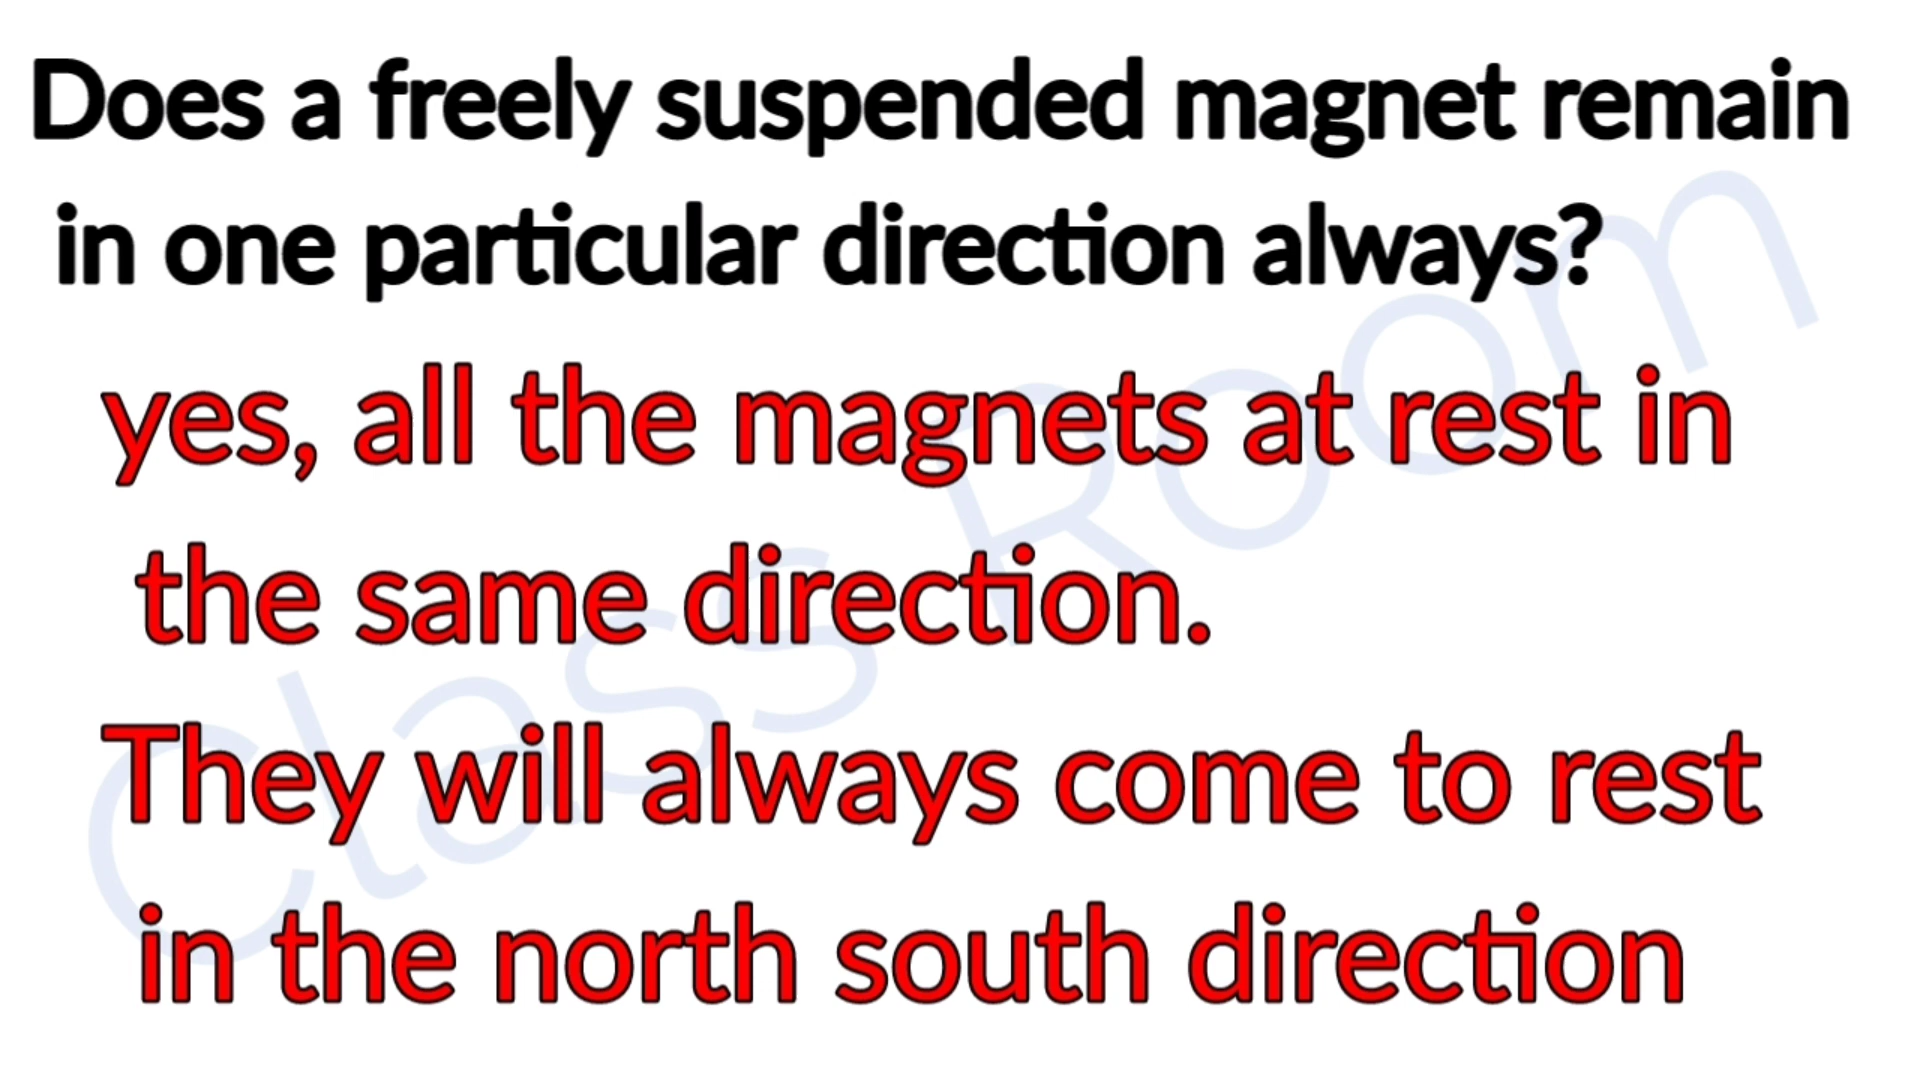 Does a freely suspended magnet remain
in one particular direction always?
yes, all the magnets at rest in
the same direction.
They will always come to rest
in the north south direction
Class Room